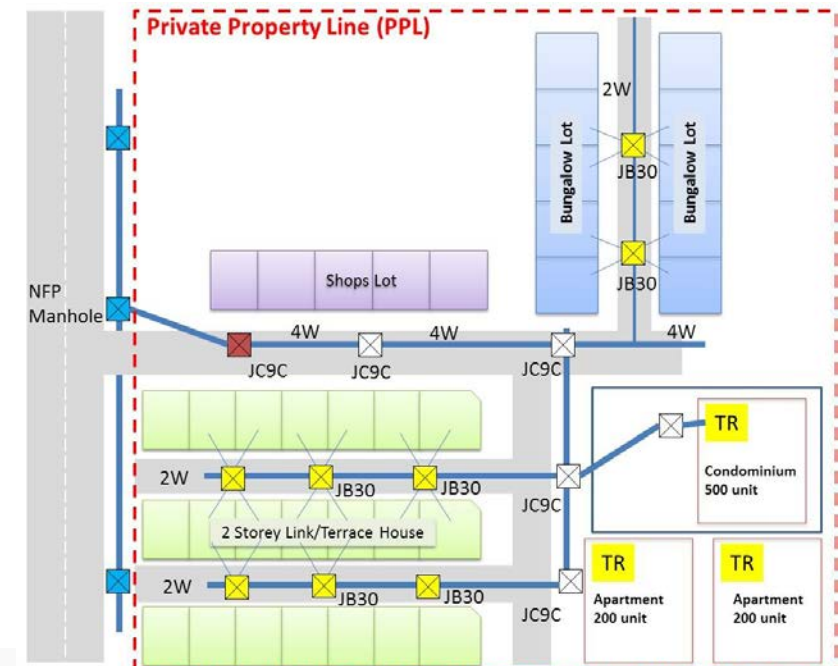 Private Property Line (PPL)
2W
Bungalow Lot
Bungalow Lot
JB30
JB30
Shops Lot
NFP
Manhole
4W
4W
4W
JC9C
JC9C
JC9C
TR
Condominium
500 unit
2W
JB30
JB30
JC9C
2 Storey Link/Terrace House
TR
Apartment
200 unit
TR
Apartment
200 unit
2W
JB30
JB30
JC9C